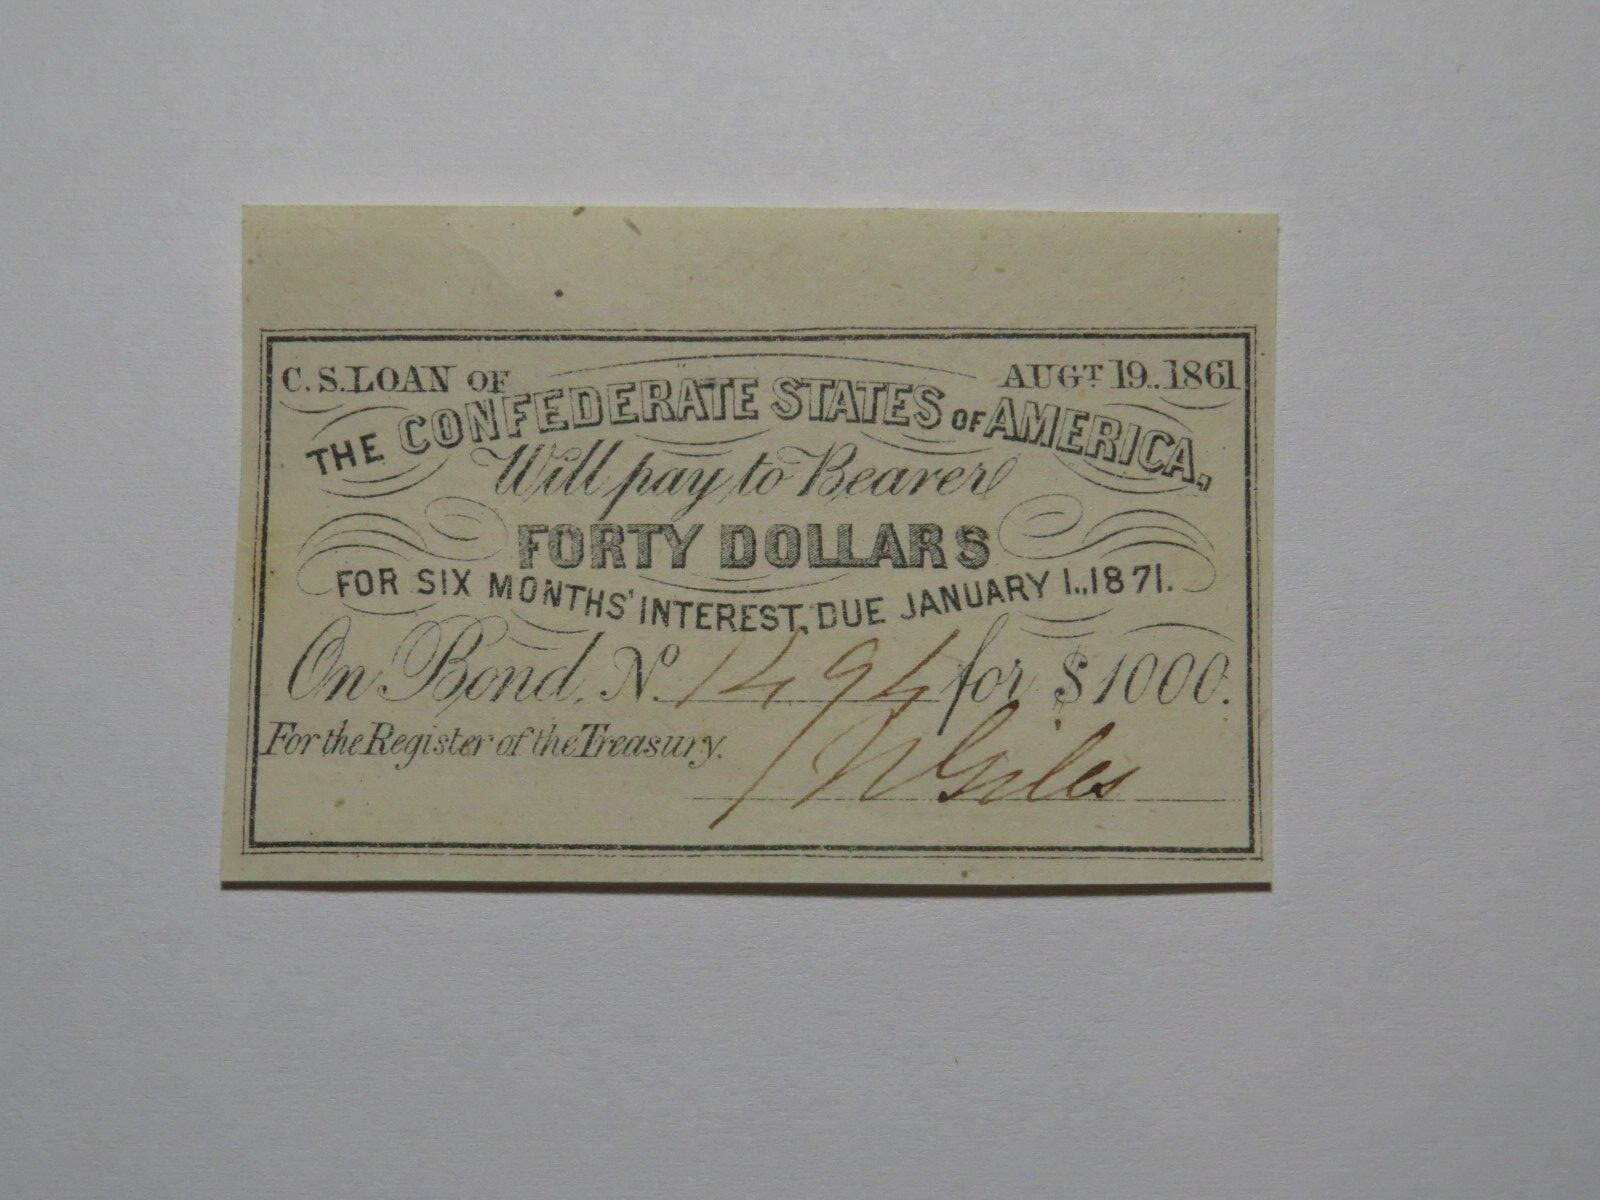 C. S. LOAN OF AUGT 19.. 1861
THE CONFEDERATE STATES OF AMERICA.,
Will pay to Bearer
FORTY DOLLARS
FOR SIX MONTHS' INTEREST, DUE JANUARY 1., 1871.
On Bond, No. 1494 for $1000.
For the Register of the Treasury.
Giles